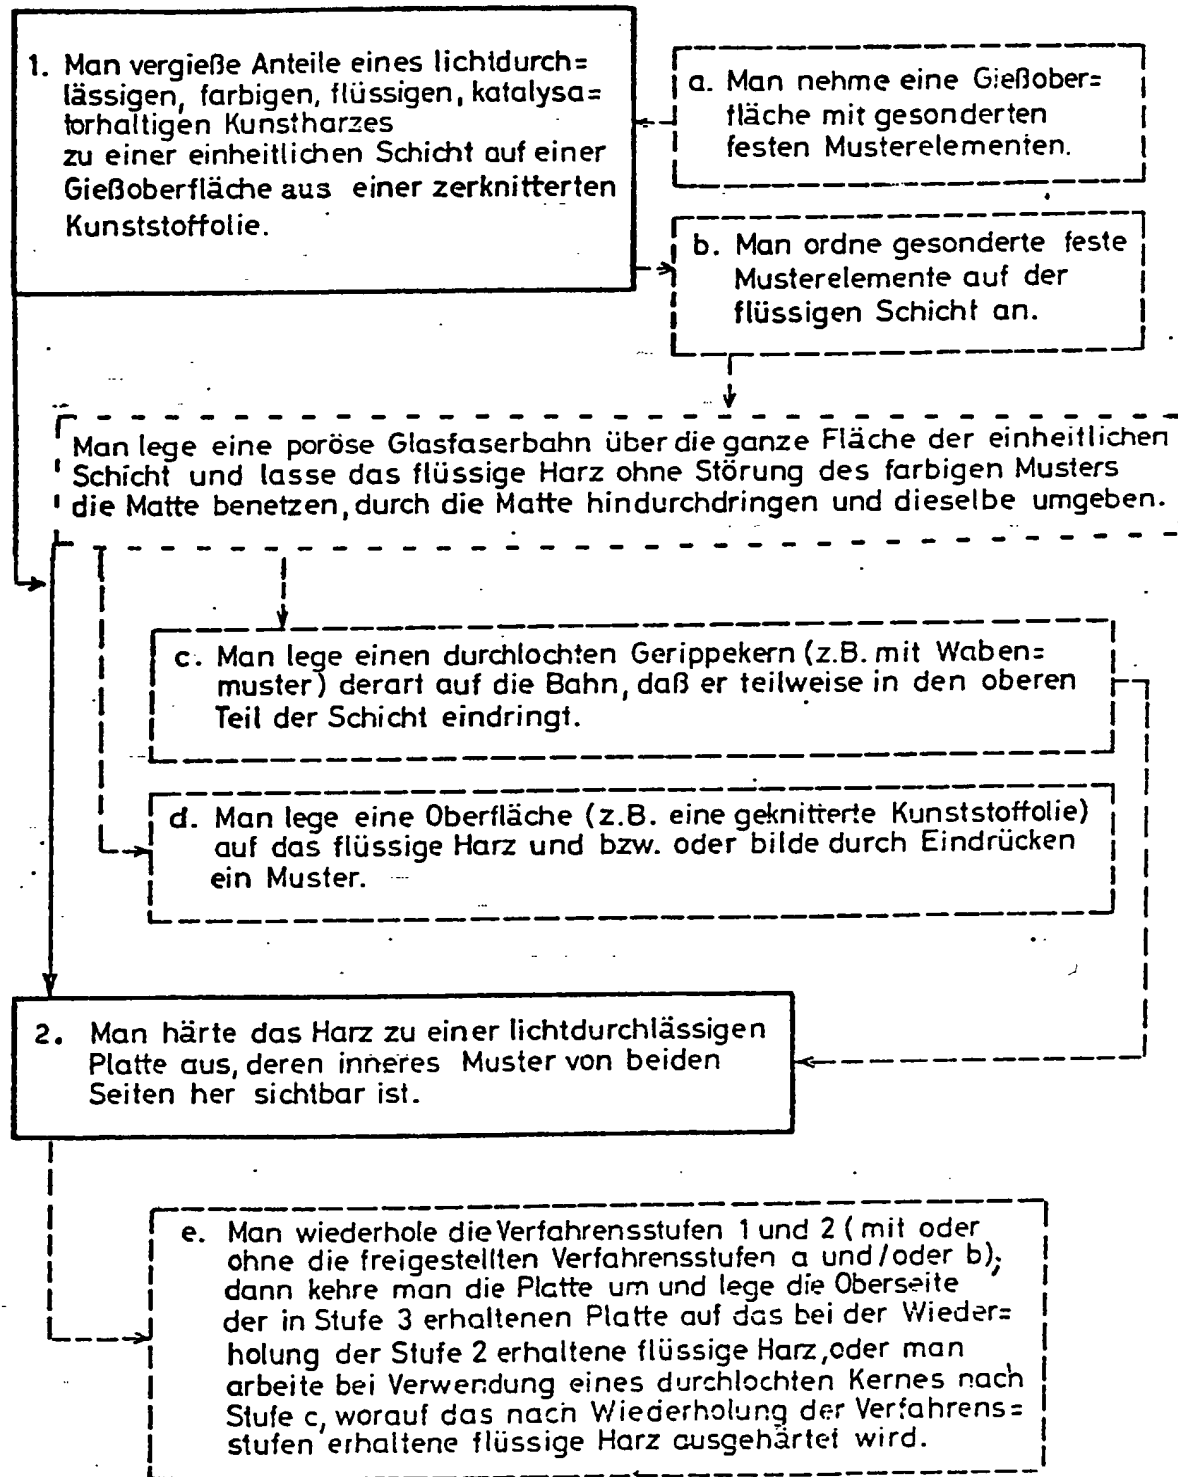 1. Man vergieße Anteile eines lichtdurch=
lässigen, farbigen, flüssigen, katalysa=
torhaltigen Kunstharzes
zu einer einheitlichen Schicht auf einer
Gießoberfläche aus einer zerknitterten
Kunststoffolie.
a. Man nehme eine Gießober=
fläche mit gesonderten
festen Musterelementen.
b. Man ordne gesonderte feste
Musterelemente auf der
flüssigen Schicht an.
Man lege eine poröse Glasfaserbahn über die ganze Fläche der einheitlichen
Schicht und lasse das flüssige Harz ohne Störung des farbigen Musters
die Matte benetzen, durch die Matte hindurchdringen und dieselbe umgeben.
c. Man lege einen durchlochten Gerippekern (z.B. mit Waben=
muster) derart auf die Bahn, daß er teilweise in den oberen
Teil der Schicht eindringt.
d. Man lege eine Oberfläche (z.B. eine geknitterte Kunststoffolie)
auf das flüssige Harz und bzw. oder bilde durch Eindrücken
ein Muster.
2. Man härte das Harz zu einer lichtdurchlässigen
Platte aus, deren inneres Muster von beiden
Seiten her sichtbar ist.
e. Man wiederhole die Verfahrensstufen 1 und 2 (mit oder
ohne die freigestellten Verfahrensstufen a und/oder b);
dann kehre man die Platte um und lege die Oberseite
der in Stufe 3 erhaltenen Platte auf das bei der Wieder=
holung der Stufe 2 erhaltene flüssige Harz, oder man
arbeite bei Verwendung eines durchlochten Kernes nach
Stufe c, worauf das nach Wiederholung der Verfahrens=
stufen erhaltene flüssige Harz ausgehärtet wird.